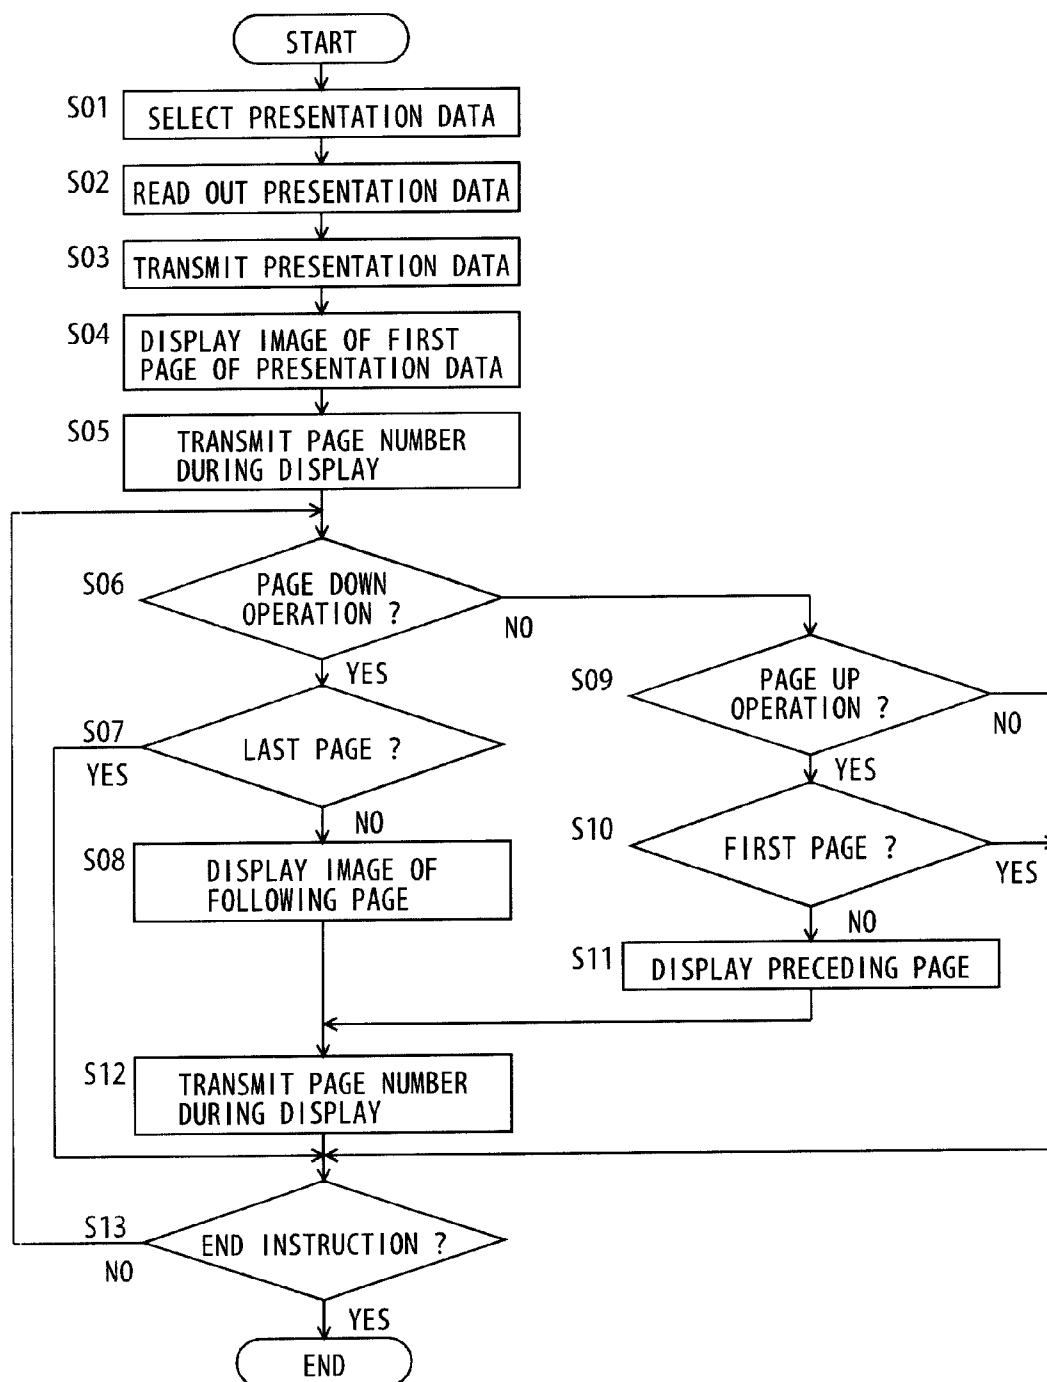 START
S01
SELECT PRESENTATION DATA
S02
READ OUT PRESENTATION DATA
S03
TRANSMIT PRESENTATION DATA
S04
DISPLAY IMAGE OF FIRST
PAGE OF PRESENTATION DATA
S05
TRANSMIT PAGE NUMBER
DURING DISPLAY
S06
PAGE DOWN
OPERATION ?
NO
YES
S07
LAST PAGE ?
YES
NO
S08
DISPLAY IMAGE OF
FOLLOWING PAGE
S09
PAGE UP
OPERATION ?
NO
YES
S10
FIRST PAGE ?
YES
NO
S11
DISPLAY PRECEDING PAGE
S12
TRANSMIT PAGE NUMBER
DURING DISPLAY
S13
END INSTRUCTION ?
NO
YES
END